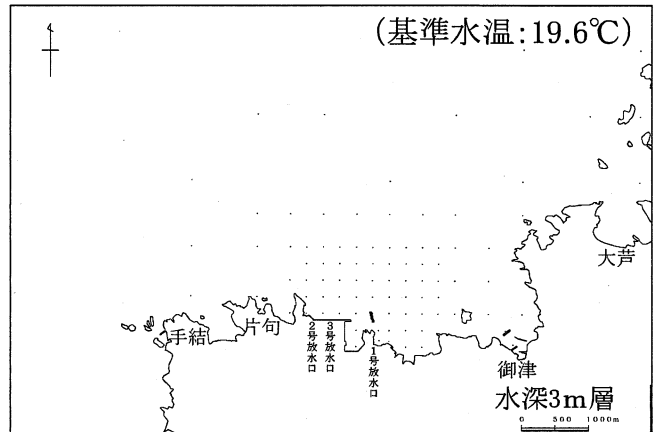 (基準水温:19.6℃)
大芦
手結
片句
2号放水口
3号放水口
1号放水口
御津
水深3m層
0 500 1000m